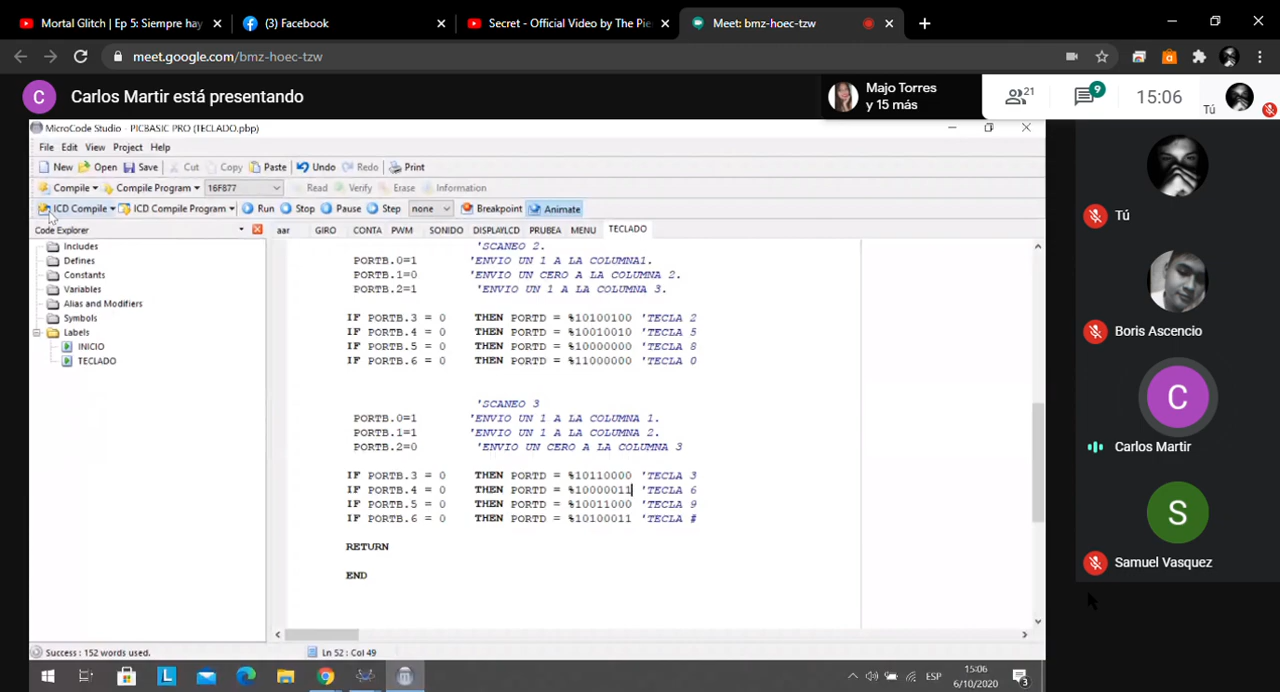 Mortal Glitch | Ep 5: Siempre hay
(3) Facebook
Secret - Official Video by The Pie
Meet: bmz-hoec-tzw
meet.google.com/bmz-hoec-tzw
C
Carlos Martir está presentando
Majo Torres
y 15 más
21
9
15:06
Tú
MicroCode Studio - PICBASIC PRO (TECLADO.pbp)
File Edit View Project Help
New Open Save Cut Copy Paste Undo Redo Print
Compile Compile Program 16F877 Read Verify Erase Information
ICD Compile ICD Compile Program Run Stop Pause Step none Breakpoint Animate
Code Explorer
aar GIRO CONTA PWM SONIDO DISPLAYLCD PRUBEA MENU TECLADO
Includes
Defines
Constants
Variables
Alias and Modifiers
Symbols
Labels
INICIO
TECLADO
'SCANEO 2.
PORTB.0=1 'ENVIO UN 1 A LA COLUMNA1.
PORTB.1=0 'ENVIO UN CERO A LA COLUMNA 2.
PORTB.2=1 'ENVIO UN 1 A LA COLUMNA 3.
IF PORTB.3 = 0 THEN PORTD = %10100100 'TECLA 2
IF PORTB.4 = 0 THEN PORTD = %10010010 'TECLA 5
IF PORTB.5 = 0 THEN PORTD = %10000000 'TECLA 8
IF PORTB.6 = 0 THEN PORTD = %11000000 'TECLA 0
'SCANEO 3
PORTB.0=1 'ENVIO UN 1 A LA COLUMNA 1.
PORTB.1=1 'ENVIO UN 1 A LA COLUMNA 2.
PORTB.2=0 'ENVIO UN CERO A LA COLUMNA 3
IF PORTB.3 = 0 THEN PORTD = %10110000 'TECLA 3
IF PORTB.4 = 0 THEN PORTD = %10000011 'TECLA 6
IF PORTB.5 = 0 THEN PORTD = %10011000 'TECLA 9
IF PORTB.6 = 0 THEN PORTD = %10100011 'TECLA #
RETURN
END
Success : 152 words used.
Ln 52 : Col 49
L
ESP
15:06
6/10/2020
3
Tú
Boris Ascencio
C
Carlos Martir
S
Samuel Vasquez